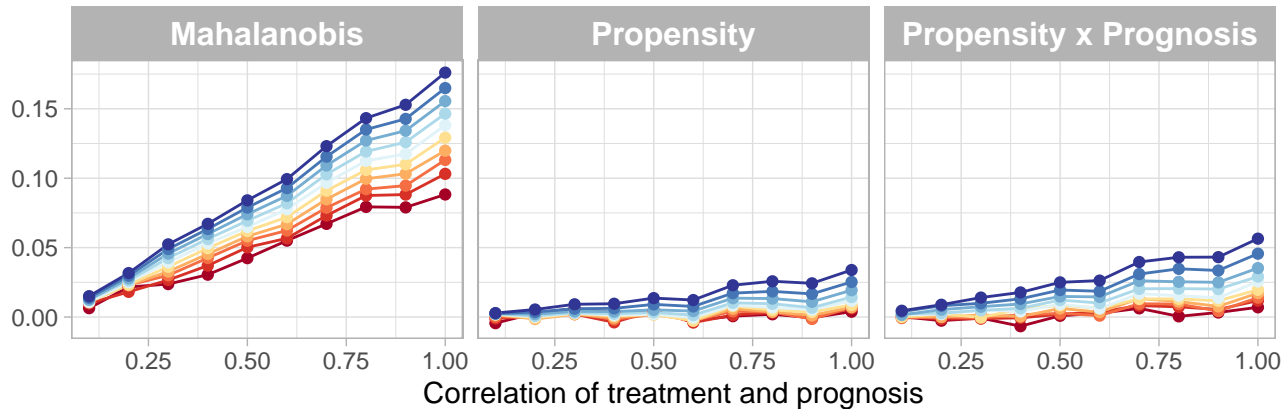 Mahalanobis Propensity Propensity x Prognosis
0.15
0.10
0.05
0.00
0.25 0.50 0.75 1.00 0.25 0.50 0.75 1.00 0.25 0.50 0.75 1.00
Correlation of treatment and prognosis